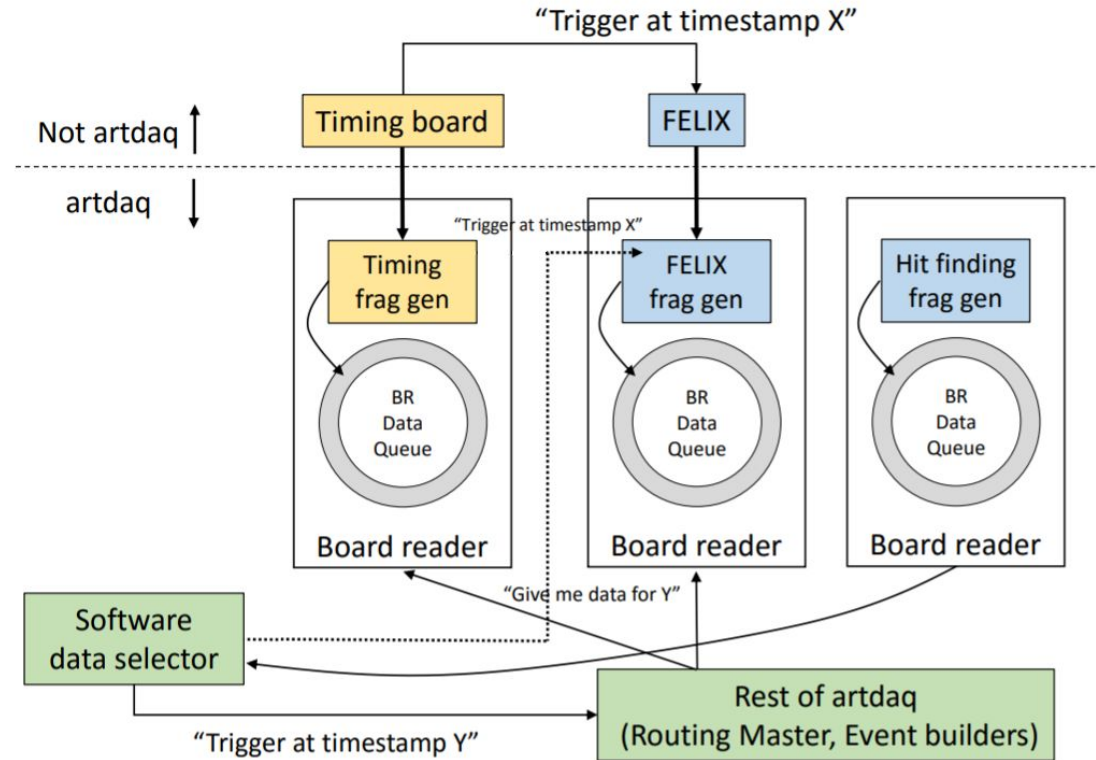 “Trigger at timestamp X”
Timing board
FELIX
Not artdaq
artdaq
“Trigger at timestamp X”
Timing
frag gen
FELIX
frag gen
Hit finding
frag gen
BR
Data
Queue
BR
Data
Queue
BR
Data
Queue
Board reader
Board reader
Board reader
“Give me data for Y”
Software
data selector
Rest of artdaq
(Routing Master, Event builders)
“Trigger at timestamp Y”